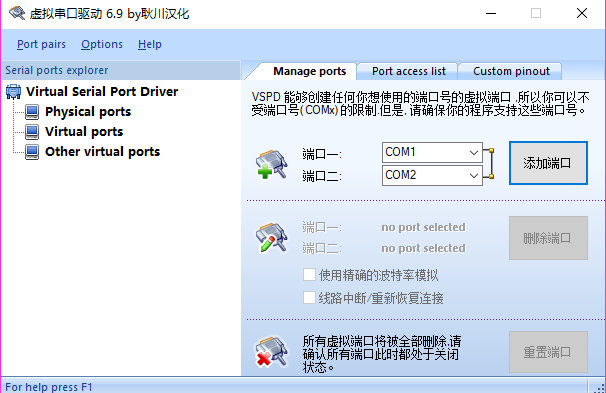 虚拟串口驱动 6.9 by耿川汉化
Port pairs Options Help
Serial ports explorer
Virtual Serial Port Driver
Physical ports
Virtual ports
Other virtual ports
Manage ports Port access list Custom pinout
VSPD 能够创建任何你想使用的端口号的虚拟端口 ,所以你可以不
受端口号( COMx) 的限制.但是, 请确保你的程序支持这些端口号。
端口一: COM1
端口二: COM2
添加端口
端口一: no port selected
端口二: no port selected
删除端口
使用精确的波特率模拟
线路中断/重新恢复连接
所有虚拟端口将被全部删除,请
确认所有端口此时都处于关闭
状态。
重置端口
For help press F1